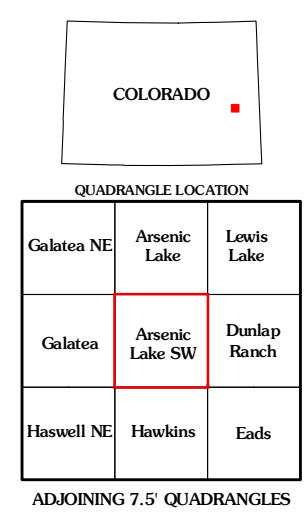 COLORADO
QUADRANGLE LOCATION
Galatea NE
Arsenic
Lake
Lewis
Lake
Galatea
Arsenic
Lake SW
Dunlap
Ranch
Haswell NE
Hawkins
Eads
ADJOINING 7.5' QUADRANGLES